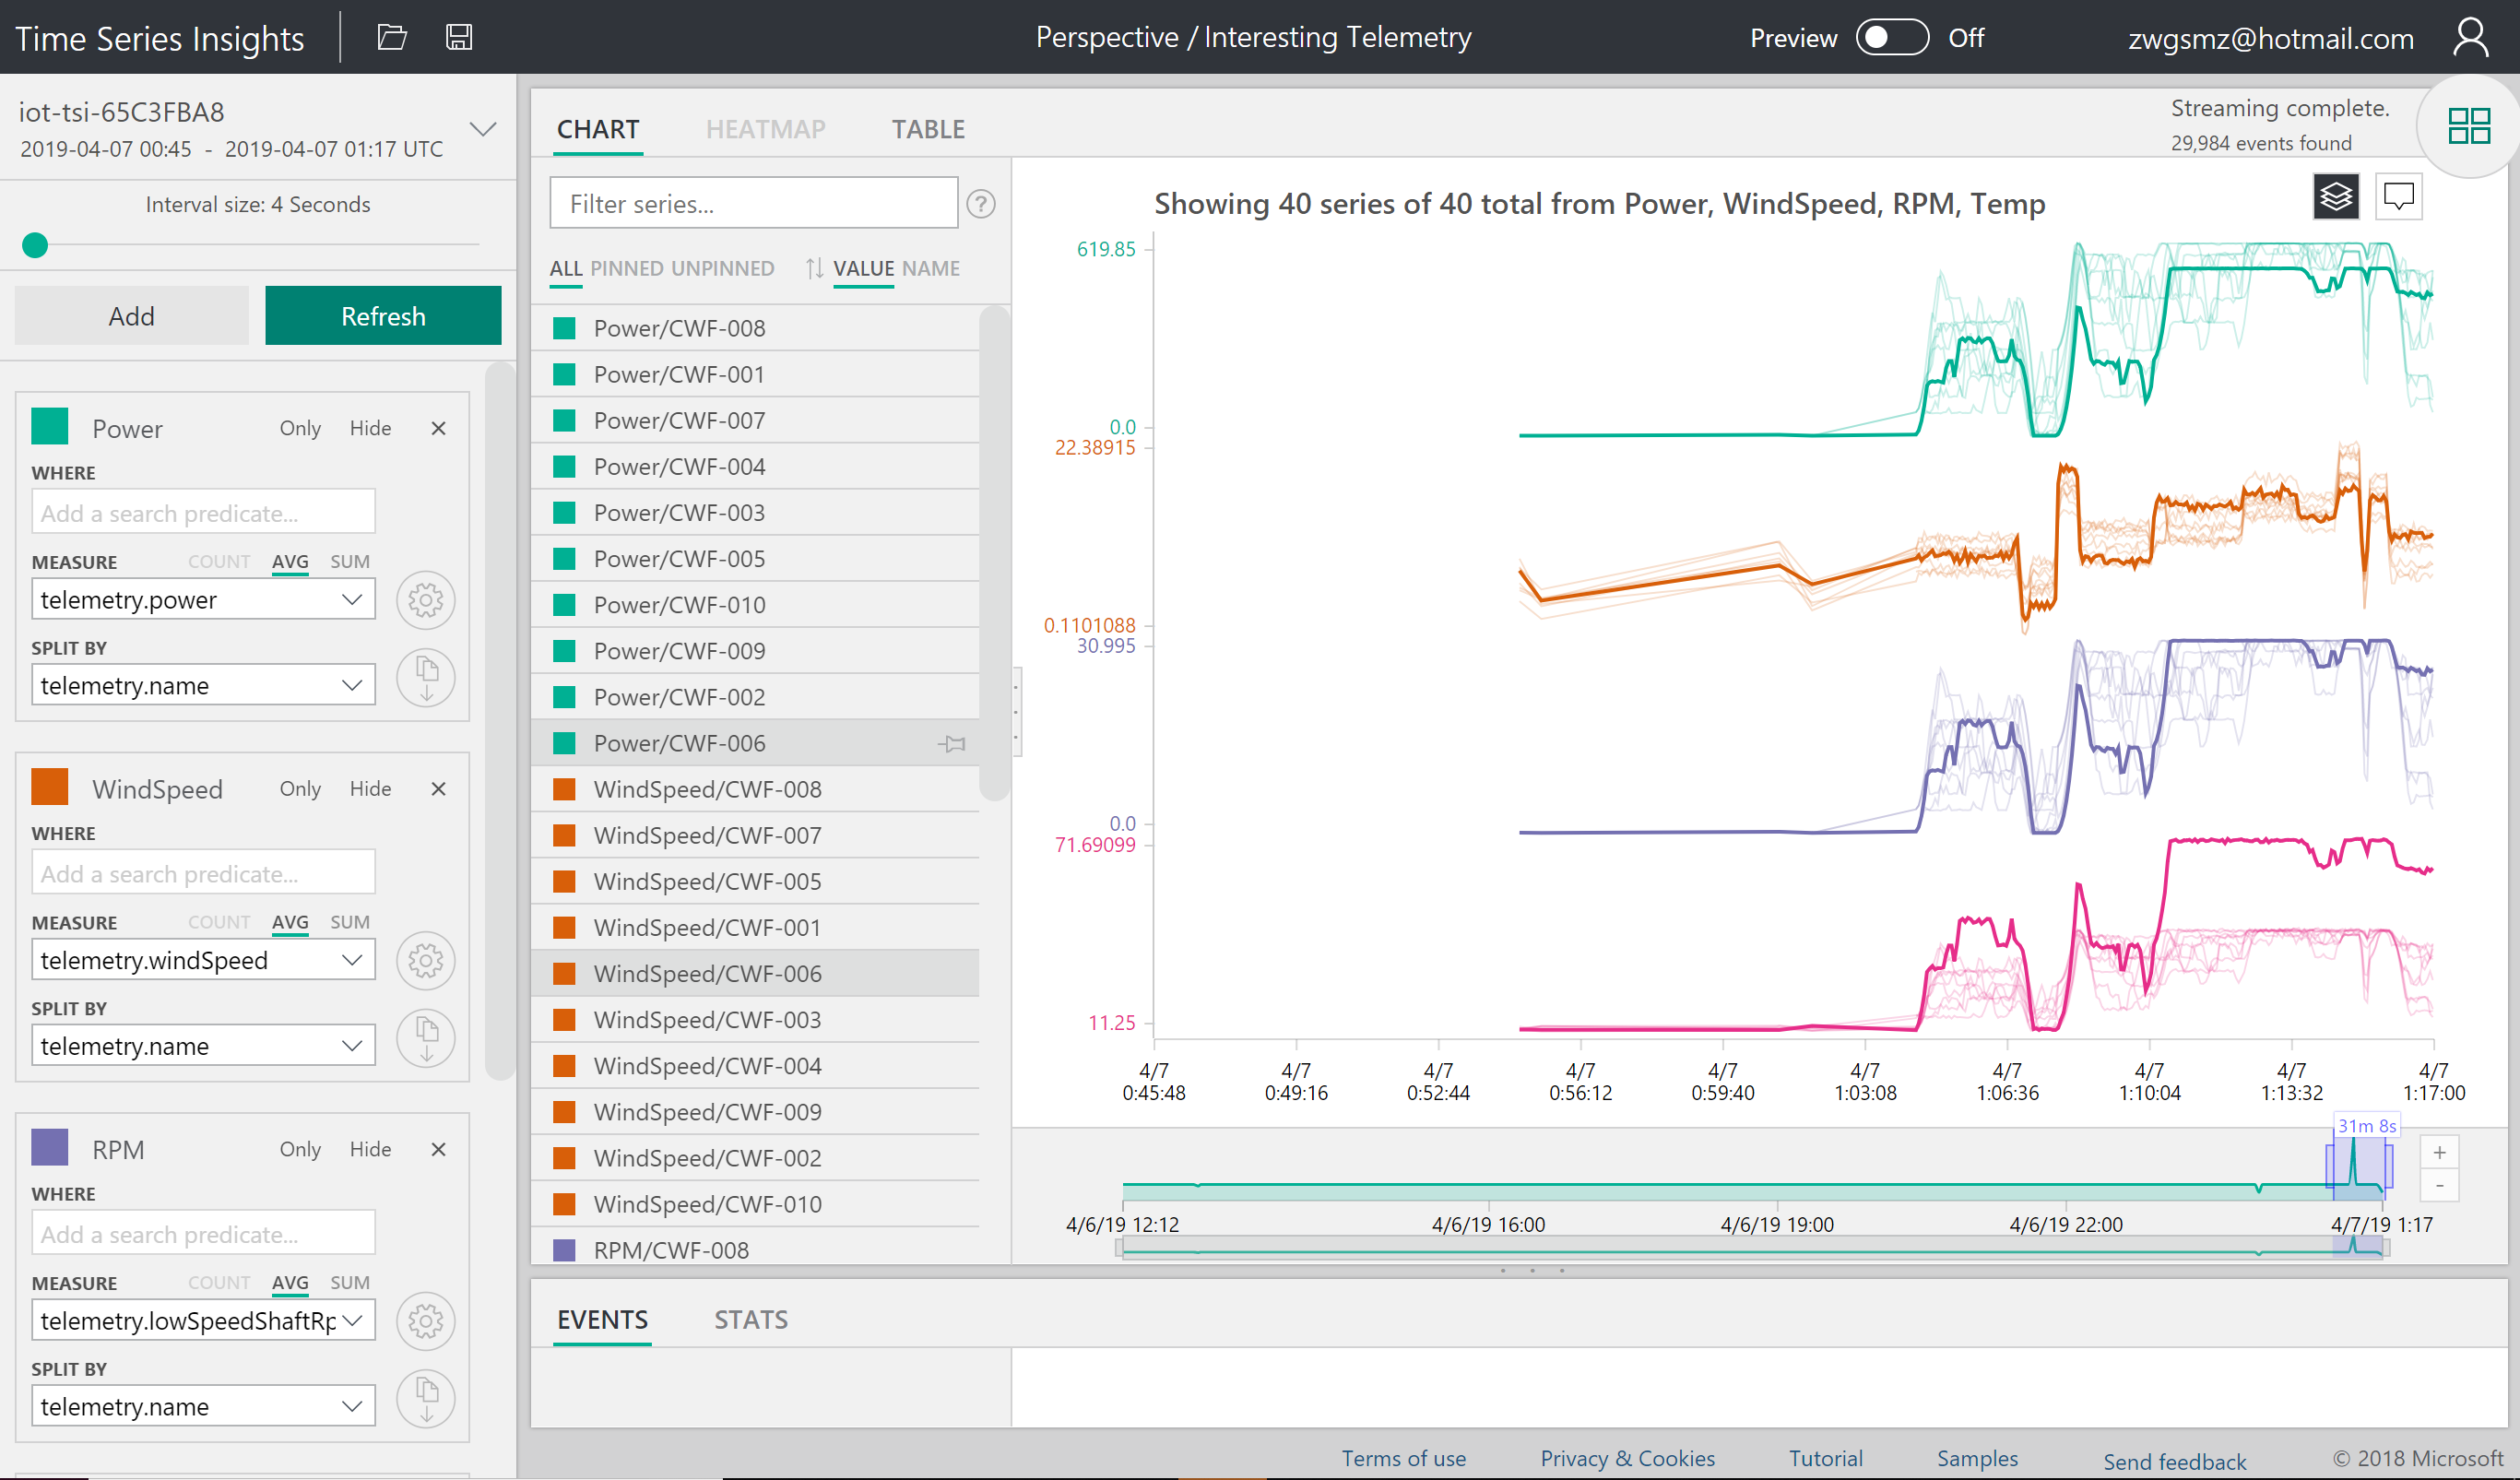 Time Series Insights
Perspective / Interesting Telemetry
Preview Off
zwgsmz@hotmail.com
iot-tsi-65C3FBA8
2019-04-07 00:45 - 2019-04-07 01:17 UTC
Interval size: 4 Seconds
Add Refresh
Power Only Hide ×
WHERE
Add a search predicate...
MEASURE COUNT AVG SUM
telemetry.power
SPLIT BY
telemetry.name
WindSpeed Only Hide ×
WHERE
Add a search predicate...
MEASURE COUNT AVG SUM
telemetry.windSpeed
SPLIT BY
telemetry.name
RPM Only Hide ×
WHERE
Add a search predicate...
MEASURE COUNT AVG SUM
telemetry.lowSpeedShaftRp
SPLIT BY
telemetry.name
CHART HEATMAP TABLE
Streaming complete.
29,984 events found
Filter series... ?
ALL PINNED UNPINNED VALUE NAME
Power/CWF-008
Power/CWF-001
Power/CWF-007
Power/CWF-004
Power/CWF-003
Power/CWF-005
Power/CWF-010
Power/CWF-009
Power/CWF-002
Power/CWF-006
WindSpeed/CWF-008
WindSpeed/CWF-007
WindSpeed/CWF-005
WindSpeed/CWF-001
WindSpeed/CWF-006
WindSpeed/CWF-003
WindSpeed/CWF-004
WindSpeed/CWF-009
WindSpeed/CWF-002
WindSpeed/CWF-010
RPM/CWF-008
Showing 40 series of 40 total from Power, WindSpeed, RPM, Temp
619.85
0.0
22.38915
0.1101088
30.995
0.0
71.69099
11.25
4/7 4/7 4/7 4/7 4/7 4/7 4/7 4/7 4/7 4/7
0:45:48 0:49:16 0:52:44 0:56:12 0:59:40 1:03:08 1:06:36 1:10:04 1:13:32 1:17:00
31m 8s
+
-
4/6/19 12:12 4/6/19 16:00 4/6/19 19:00 4/6/19 22:00 4/7/19 1:17
EVENTS STATS
Terms of use Privacy & Cookies Tutorial Samples Send feedback © 2018 Microsoft